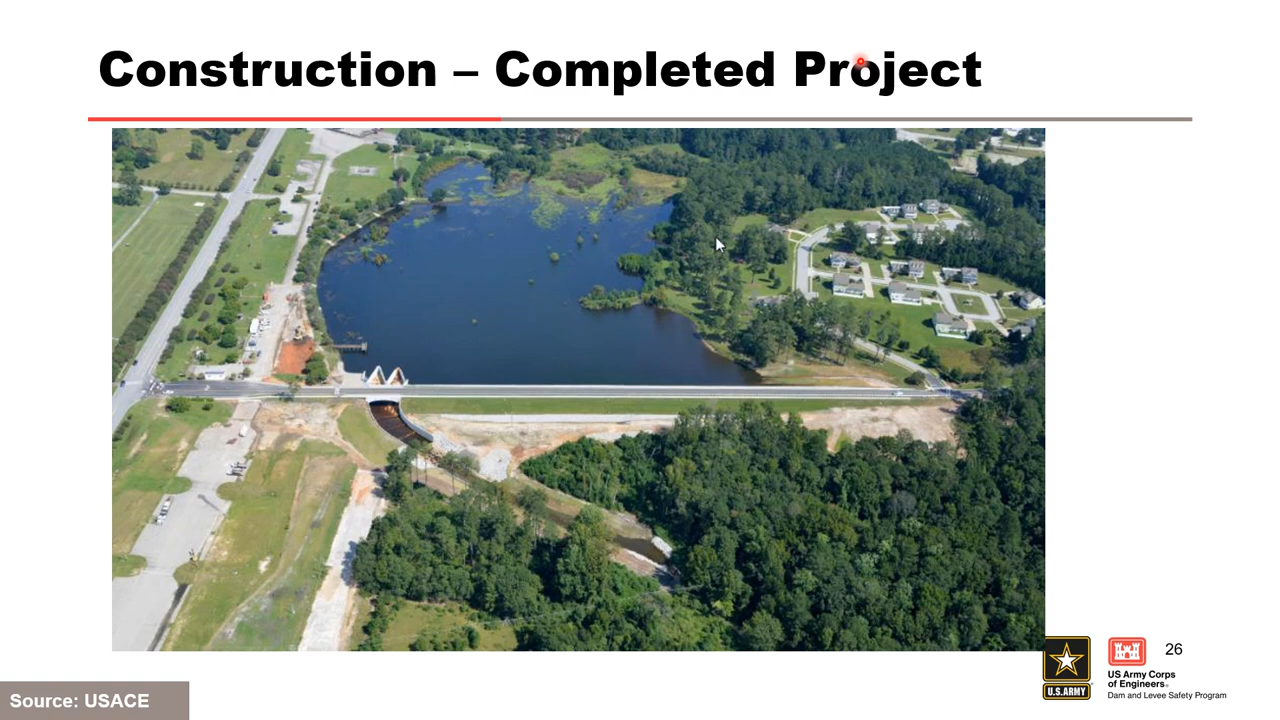 Construction – Completed Project
26
U.S.ARMY
US Army Corps
of Engineers®
Dam and Levee Safety Program
Source: USACE